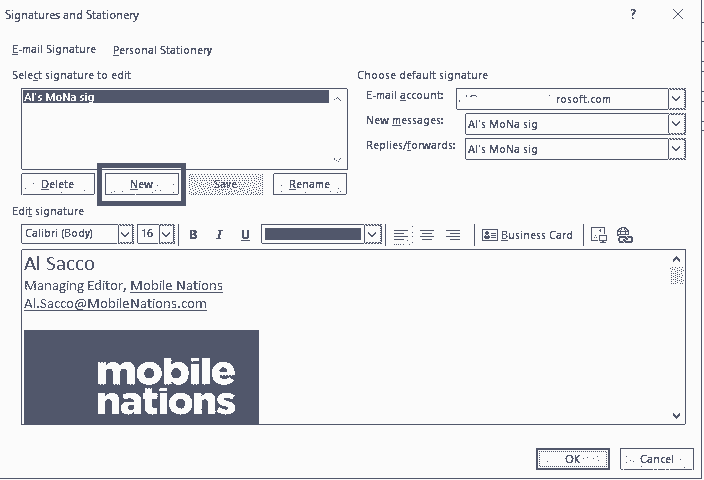 Signatures and Stationery
E-mail Signature Personal Stationery
Select signature to edit
Al's MoNa sig
Delete New Save Rename
Choose default signature
E-mail account: rosoft.com
New messages: Al's MoNa sig
Replies/forwards: Al's MoNa sig
Edit signature
Calibri (Body) 16 B I U Business Card
Al Sacco
Managing Editor, Mobile Nations
Al.Sacco@MobileNations.com
mobile
nations
OK Cancel